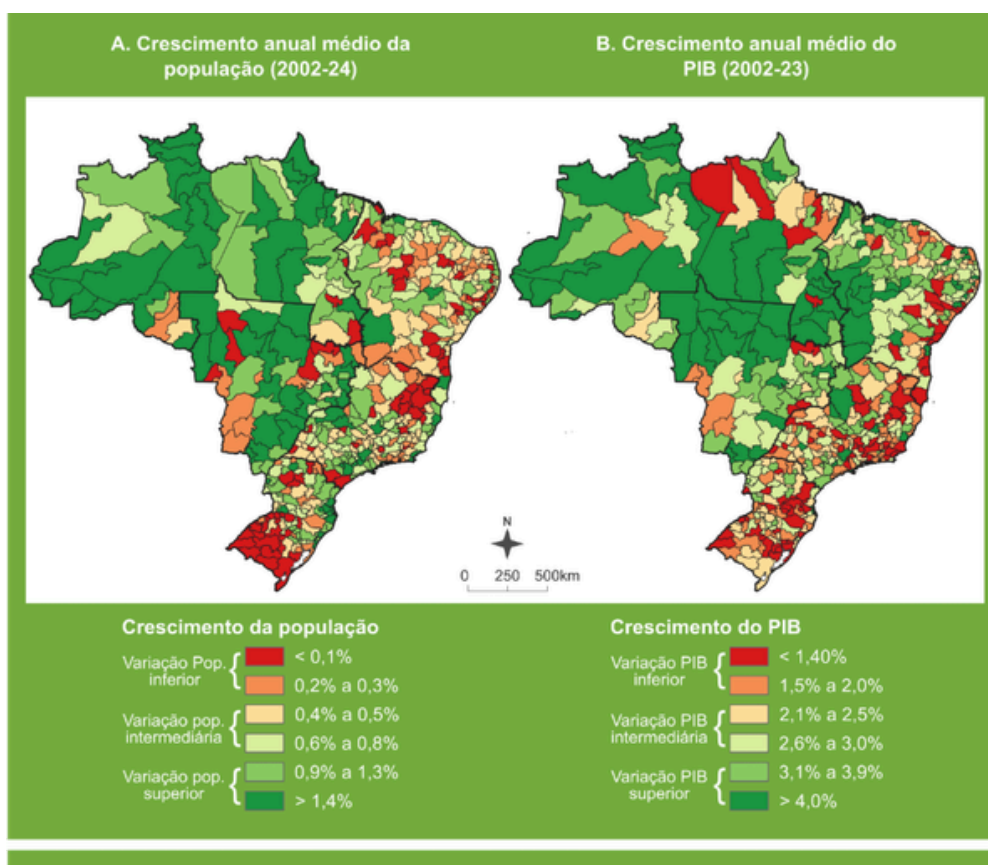 A. Crescimento anual médio da
população (2002-24)
B. Crescimento anual médio do
PIB (2002-23)
N
0 250 500km
Crescimento da população
Variação Pop.
inferior
< 0,1%
0,2% a 0,3%
Variação pop.
intermediária
0,4% a 0,5%
0,6% a 0,8%
Variação pop.
superior
0,9% a 1,3%
> 1,4%
Crescimento do PIB
Variação PIB
inferior
< 1,40%
1,5% a 2,0%
Variação PIB
intermediária
2,1% a 2,5%
2,6% a 3,0%
Variação PIB
superior
3,1% a 3,9%
> 4,0%